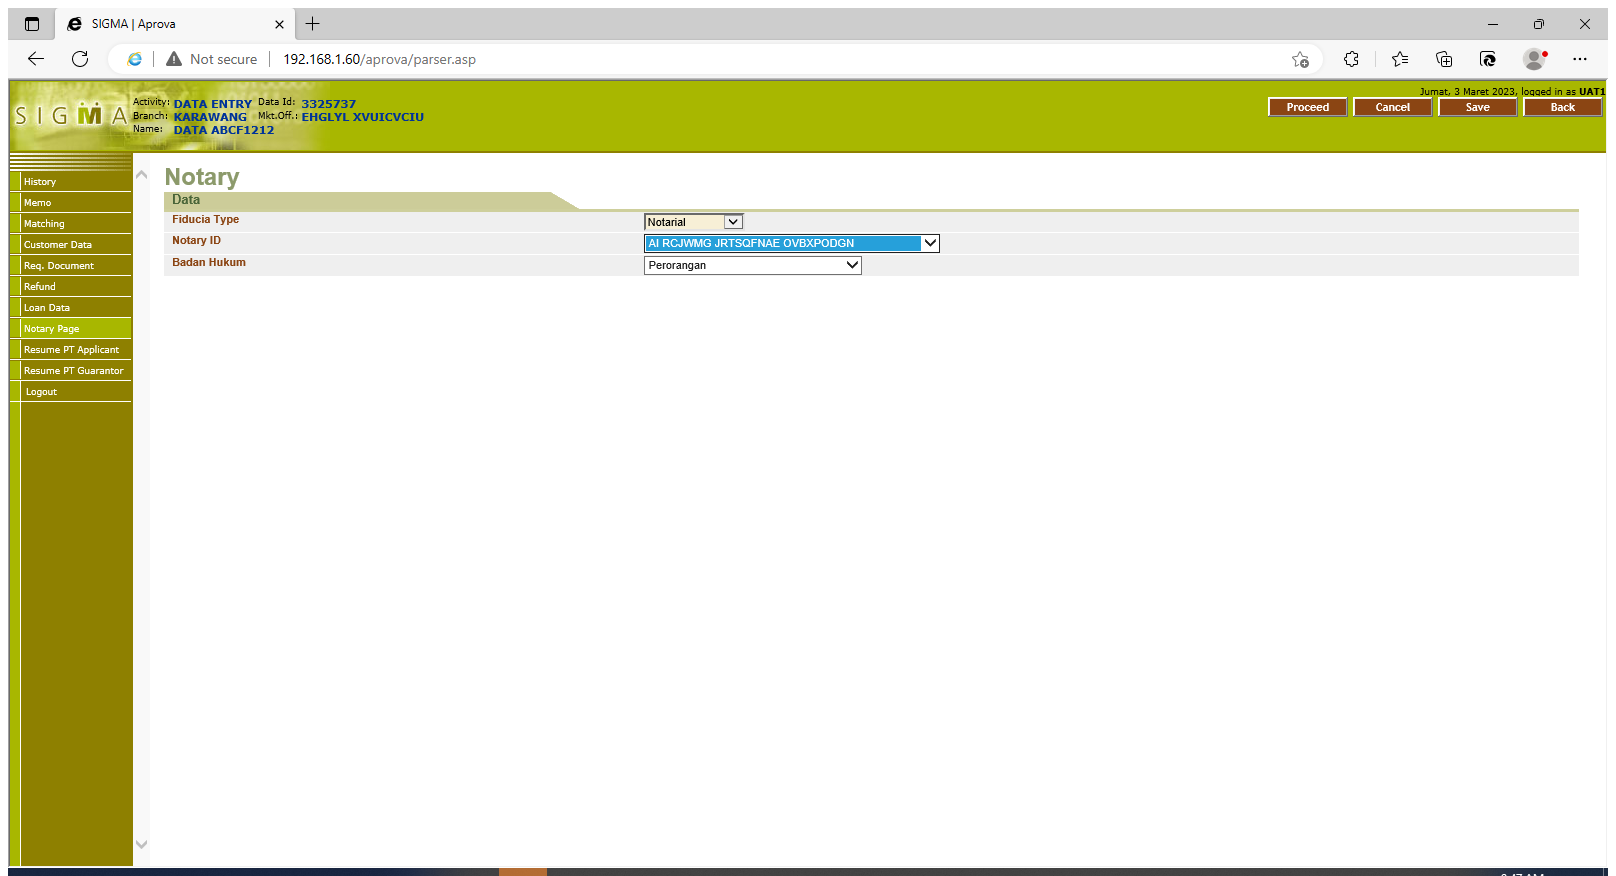 SIGMA | Aprova
Not secure
192.168.1.60/aprova/parser.asp
Jumat, 3 Maret 2023, logged in as UAT1
SIGMA
Activity: DATA ENTRY Data Id: 3325737
Branch: KARAWANG Mkt.Off.: EHGLYL XVUICVCIU
Name: DATA ABCF1212
Proceed
Cancel
Save
Back
History
Memo
Matching
Customer Data
Req. Document
Refund
Loan Data
Notary Page
Resume PT Applicant
Resume PT Guarantor
Logout
Notary
Data
Fiducia Type Notarial
Notary ID AI RCJWMG JRTSQFNAE OVBXPODGN
Badan Hukum Perorangan